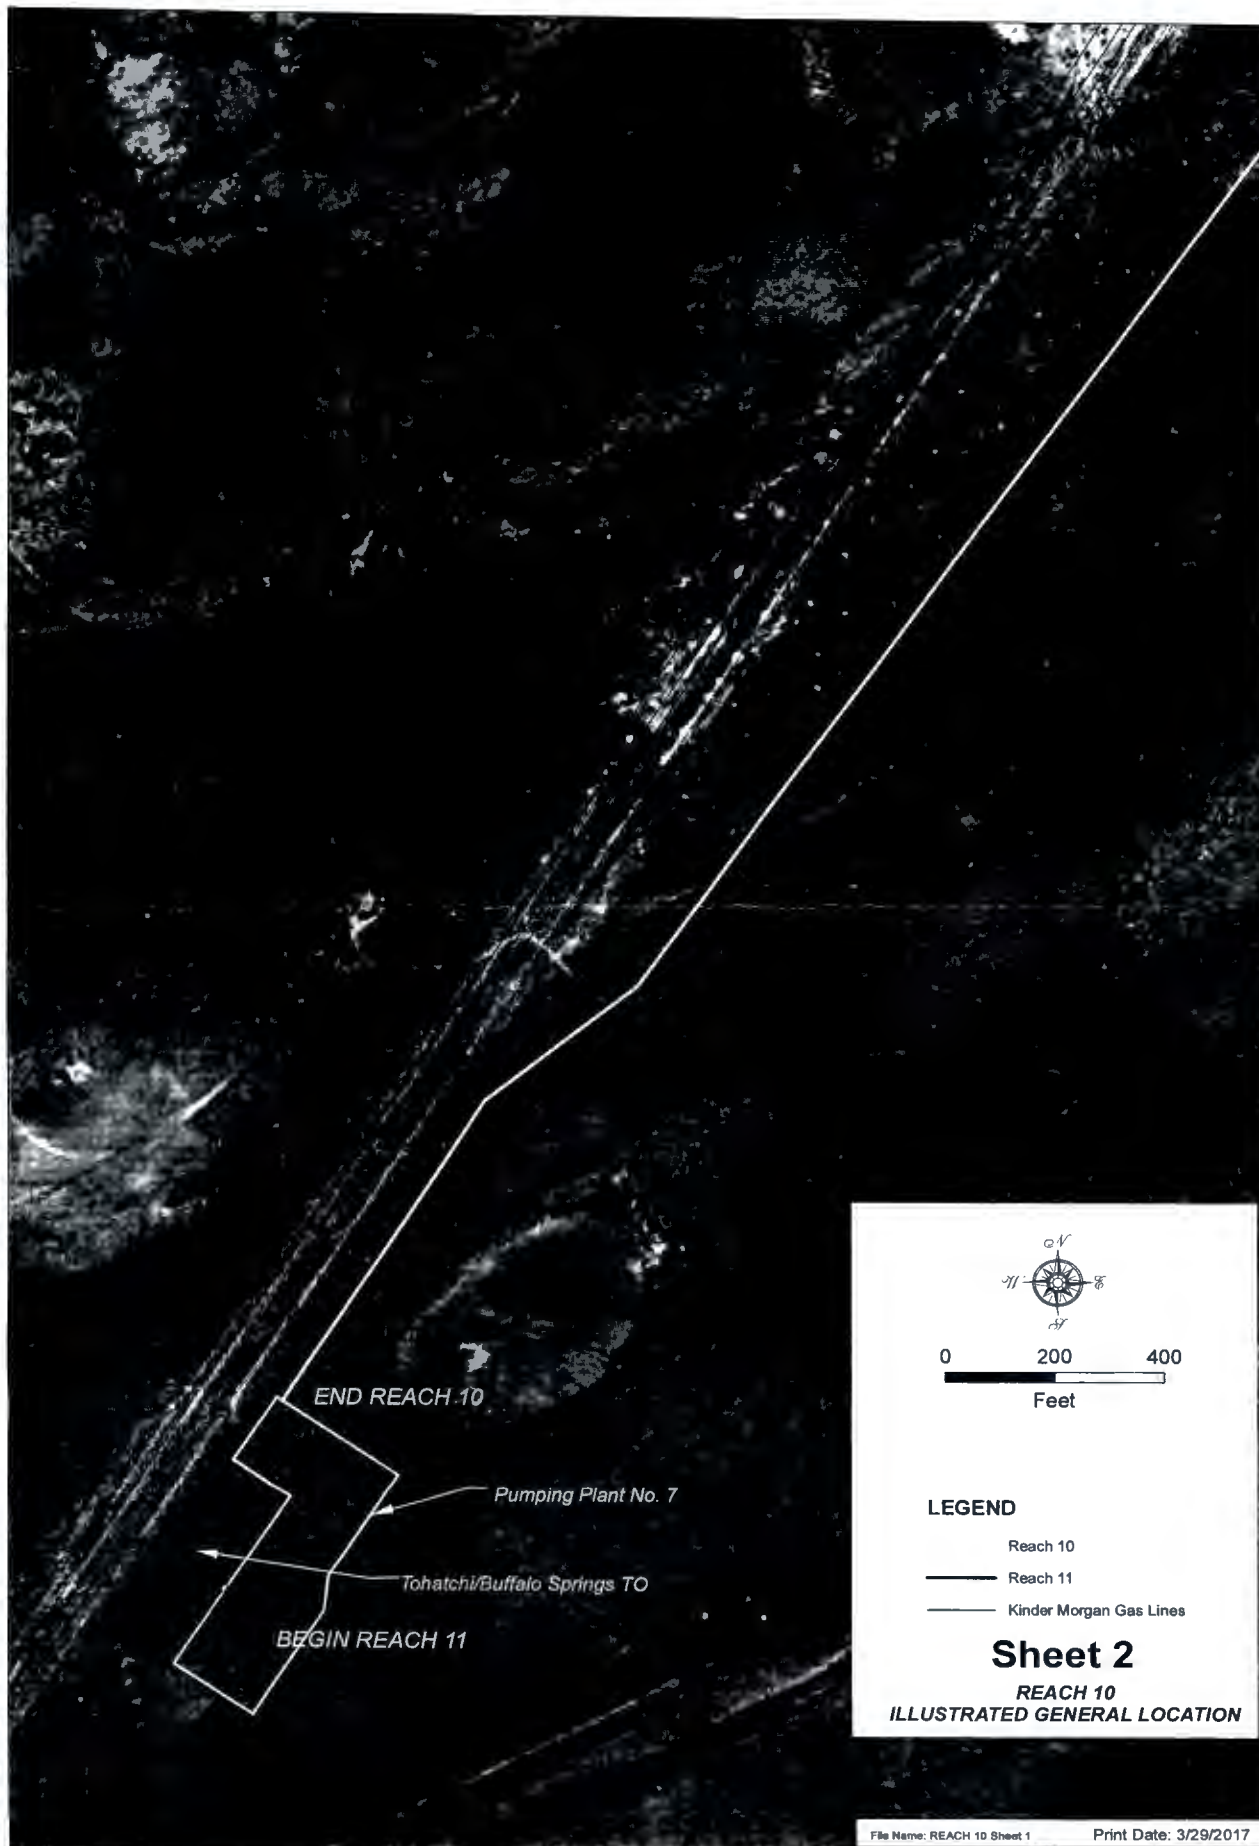 END REACH 10
Pumping Plant No. 7
Tohatchi/Buffalo Springs TO
BEGIN REACH 11
N
W
E
S
0 200 400
Feet
LEGEND
Reach 10
Reach 11
Kinder Morgan Gas Lines
Sheet 2
REACH 10
ILLUSTRATED GENERAL LOCATION
File Name: REACH 10 Sheet 1
Print Date: 3/29/2017